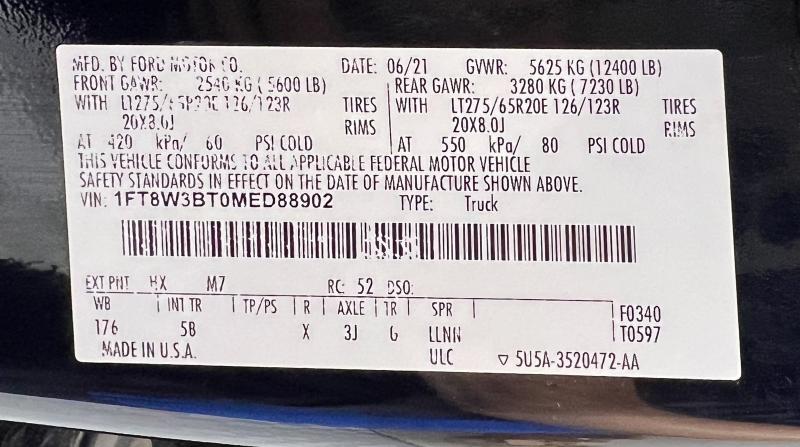 MFD. BY FORD MOTOR CO. DATE: 06/21 GVWR: 5625 KG (12400 LB)
FRONT GAWR: 2540 KG (5600 LB) REAR GAWR: 3280 KG (7230 LB)
WITH LT275/65R20E 126/123R TIRES WITH LT275/65R20E 126/123R TIRES
20X8.0J RIMS 20X8.0J RIMS
AT 420 kPa/ 60 PSI COLD AT 550 kPa/ 80 PSI COLD
THIS VEHICLE CONFORMS TO ALL APPLICABLE FEDERAL MOTOR VEHICLE
SAFETY STANDARDS IN EFFECT ON THE DATE OF MANUFACTURE SHOWN ABOVE.
VIN: 1FT8W3BT0MED88902 TYPE: Truck
EXT PNT HX M7 RC: 52 DSO:
WB INT TR TP/PS R AXLE TR SPR F0340
176 5B X 3J G LLNN T0597
MADE IN U.S.A. ULC ▽ 5U5A-3520472-AA